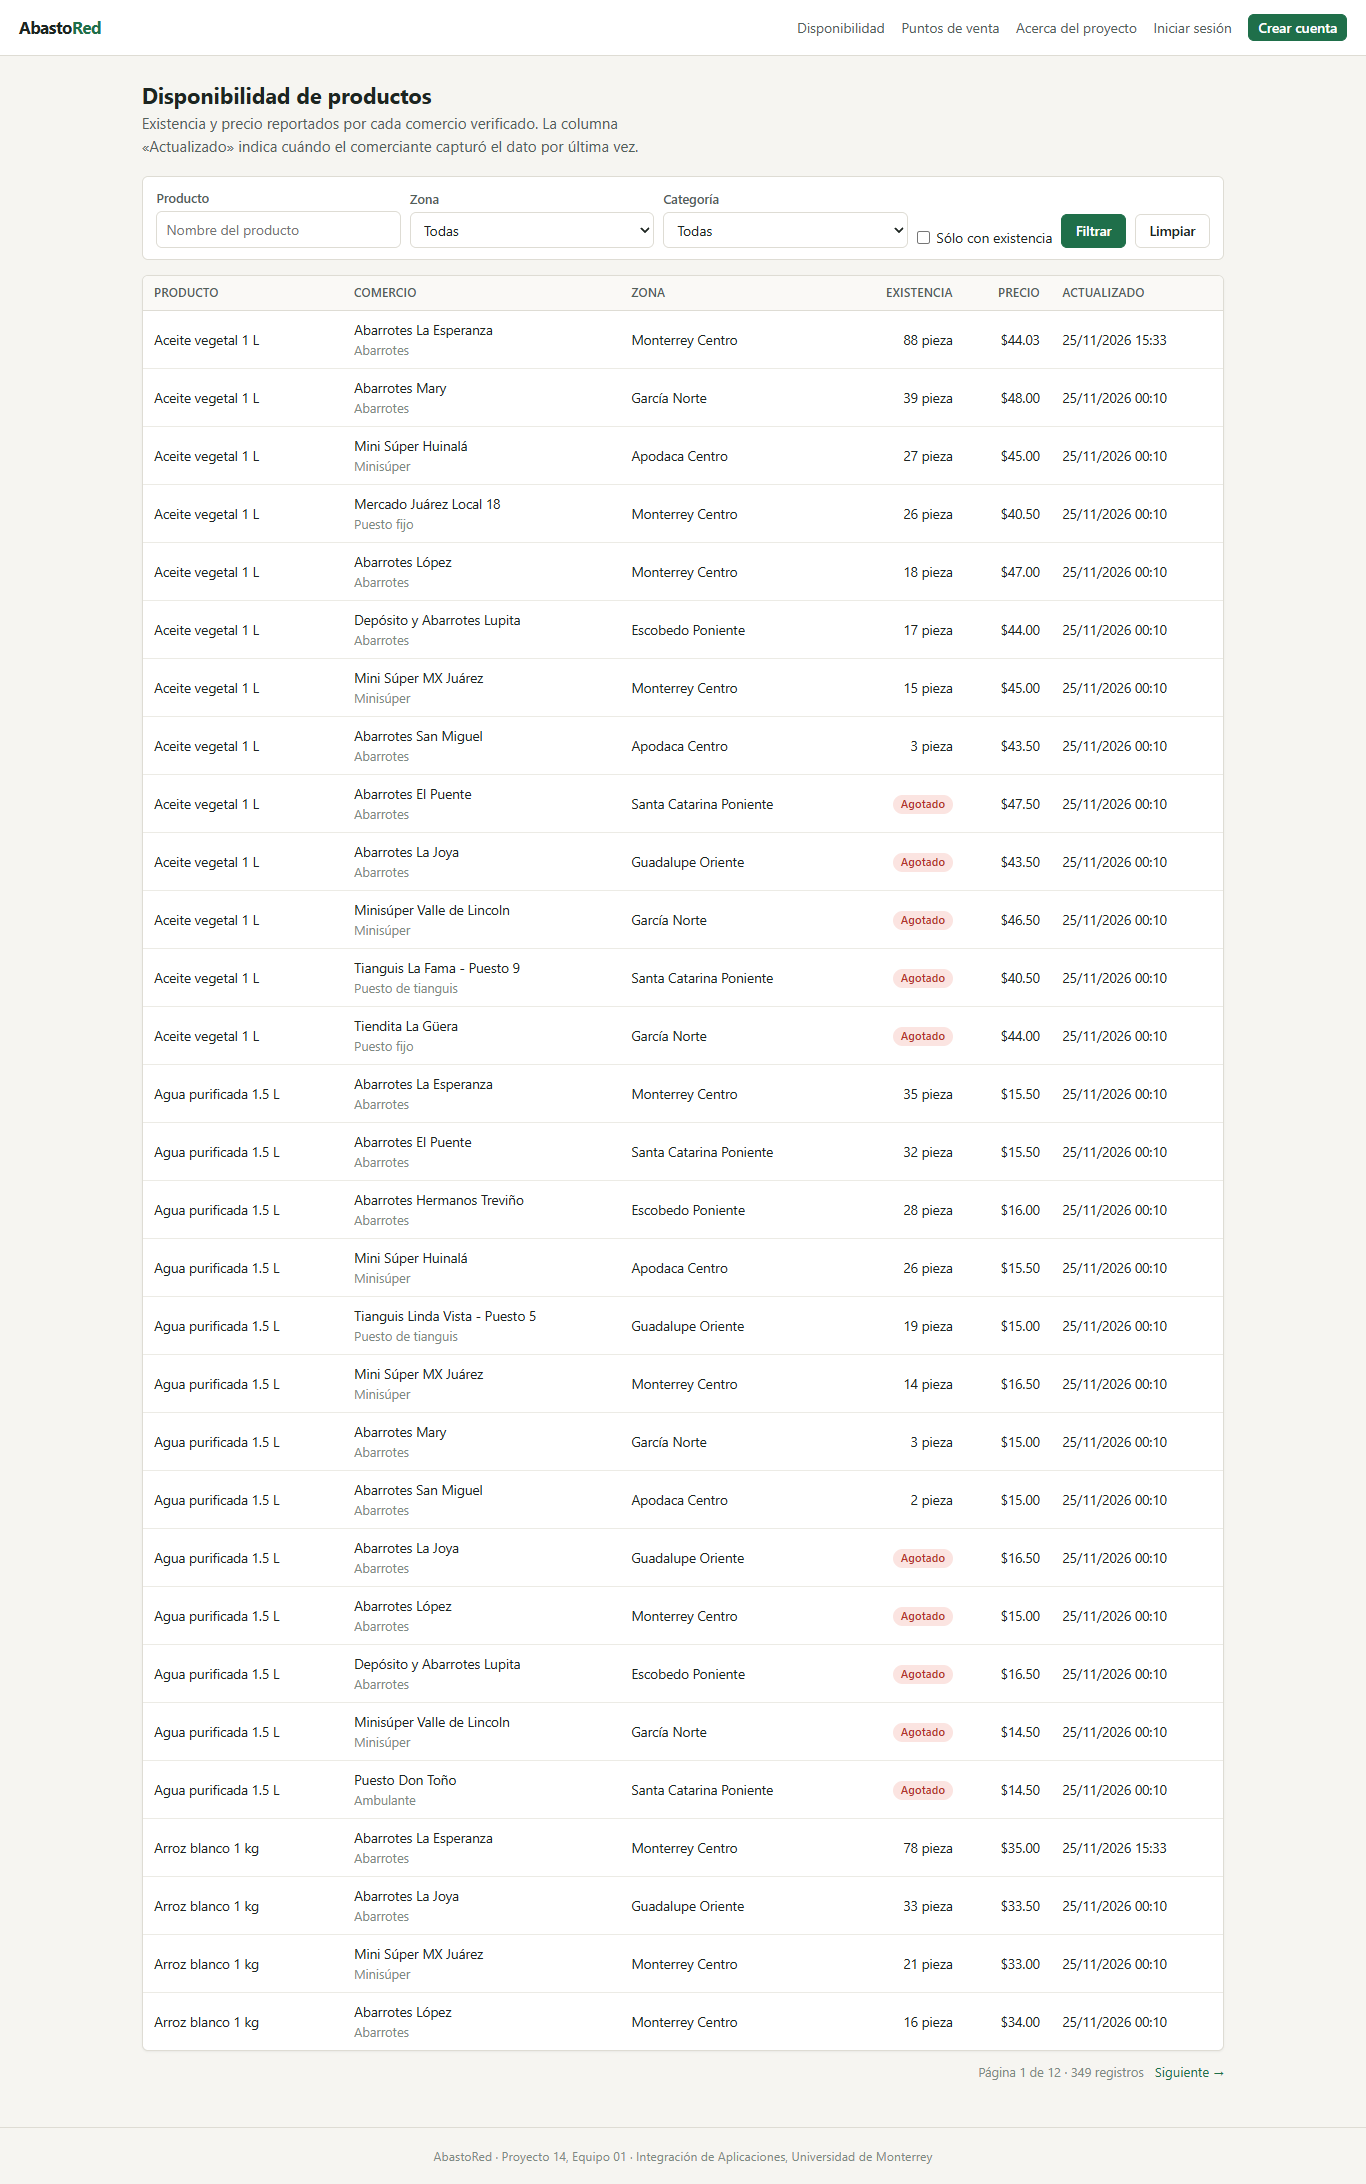 AbastoRed
Disponibilidad Puntos de venta Acerca del proyecto Iniciar sesión Crear cuenta
Disponibilidad de productos
Existencia y precio reportados por cada comercio verificado. La columna
«Actualizado» indica cuándo el comerciante capturó el dato por última vez.
Producto Zona Categoría
Nombre del producto Todas Todas Sólo con existencia Filtrar Limpiar
PRODUCTO COMERCIO ZONA EXISTENCIA PRECIO ACTUALIZADO
Aceite vegetal 1 L Abarrotes La Esperanza Monterrey Centro 88 pieza $44.03 25/11/2026 15:33
Abarrotes
Aceite vegetal 1 L Abarrotes Mary García Norte 39 pieza $48.00 25/11/2026 00:10
Abarrotes
Aceite vegetal 1 L Mini Súper Huinalá Apodaca Centro 27 pieza $45.00 25/11/2026 00:10
Minisúper
Aceite vegetal 1 L Mercado Juárez Local 18 Monterrey Centro 26 pieza $40.50 25/11/2026 00:10
Puesto fijo
Aceite vegetal 1 L Abarrotes López Monterrey Centro 18 pieza $47.00 25/11/2026 00:10
Abarrotes
Aceite vegetal 1 L Depósito y Abarrotes Lupita Escobedo Poniente 17 pieza $44.00 25/11/2026 00:10
Abarrotes
Aceite vegetal 1 L Mini Súper MX Juárez Monterrey Centro 15 pieza $45.00 25/11/2026 00:10
Minisúper
Aceite vegetal 1 L Abarrotes San Miguel Apodaca Centro 3 pieza $43.50 25/11/2026 00:10
Abarrotes
Aceite vegetal 1 L Abarrotes El Puente Santa Catarina Poniente Agotado $47.50 25/11/2026 00:10
Abarrotes
Aceite vegetal 1 L Abarrotes La Joya Guadalupe Oriente Agotado $43.50 25/11/2026 00:10
Abarrotes
Aceite vegetal 1 L Minisúper Valle de Lincoln García Norte Agotado $46.50 25/11/2026 00:10
Minisúper
Aceite vegetal 1 L Tianguis La Fama - Puesto 9 Santa Catarina Poniente Agotado $40.50 25/11/2026 00:10
Puesto de tianguis
Aceite vegetal 1 L Tiendita La Güera García Norte Agotado $44.00 25/11/2026 00:10
Puesto fijo
Agua purificada 1.5 L Abarrotes La Esperanza Monterrey Centro 35 pieza $15.50 25/11/2026 00:10
Abarrotes
Agua purificada 1.5 L Abarrotes El Puente Santa Catarina Poniente 32 pieza $15.50 25/11/2026 00:10
Abarrotes
Agua purificada 1.5 L Abarrotes Hermanos Treviño Escobedo Poniente 28 pieza $16.00 25/11/2026 00:10
Abarrotes
Agua purificada 1.5 L Mini Súper Huinalá Apodaca Centro 26 pieza $15.50 25/11/2026 00:10
Minisúper
Agua purificada 1.5 L Tianguis Linda Vista - Puesto 5 Guadalupe Oriente 19 pieza $15.00 25/11/2026 00:10
Puesto de tianguis
Agua purificada 1.5 L Mini Súper MX Juárez Monterrey Centro 14 pieza $16.50 25/11/2026 00:10
Minisúper
Agua purificada 1.5 L Abarrotes Mary García Norte 3 pieza $15.00 25/11/2026 00:10
Abarrotes
Agua purificada 1.5 L Abarrotes San Miguel Apodaca Centro 2 pieza $15.00 25/11/2026 00:10
Abarrotes
Agua purificada 1.5 L Abarrotes La Joya Guadalupe Oriente Agotado $16.50 25/11/2026 00:10
Abarrotes
Agua purificada 1.5 L Abarrotes López Monterrey Centro Agotado $15.00 25/11/2026 00:10
Abarrotes
Agua purificada 1.5 L Depósito y Abarrotes Lupita Escobedo Poniente Agotado $16.50 25/11/2026 00:10
Abarrotes
Agua purificada 1.5 L Minisúper Valle de Lincoln García Norte Agotado $14.50 25/11/2026 00:10
Minisúper
Agua purificada 1.5 L Puesto Don Toño Santa Catarina Poniente Agotado $14.50 25/11/2026 00:10
Ambulante
Arroz blanco 1 kg Abarrotes La Esperanza Monterrey Centro 78 pieza $35.00 25/11/2026 15:33
Abarrotes
Arroz blanco 1 kg Abarrotes La Joya Guadalupe Oriente 33 pieza $33.50 25/11/2026 00:10
Abarrotes
Arroz blanco 1 kg Mini Súper MX Juárez Monterrey Centro 21 pieza $33.00 25/11/2026 00:10
Minisúper
Arroz blanco 1 kg Abarrotes López Monterrey Centro 16 pieza $34.00 25/11/2026 00:10
Abarrotes
Página 1 de 12 · 349 registros Siguiente →
AbastoRed · Proyecto 14, Equipo 01 · Integración de Aplicaciones, Universidad de Monterrey